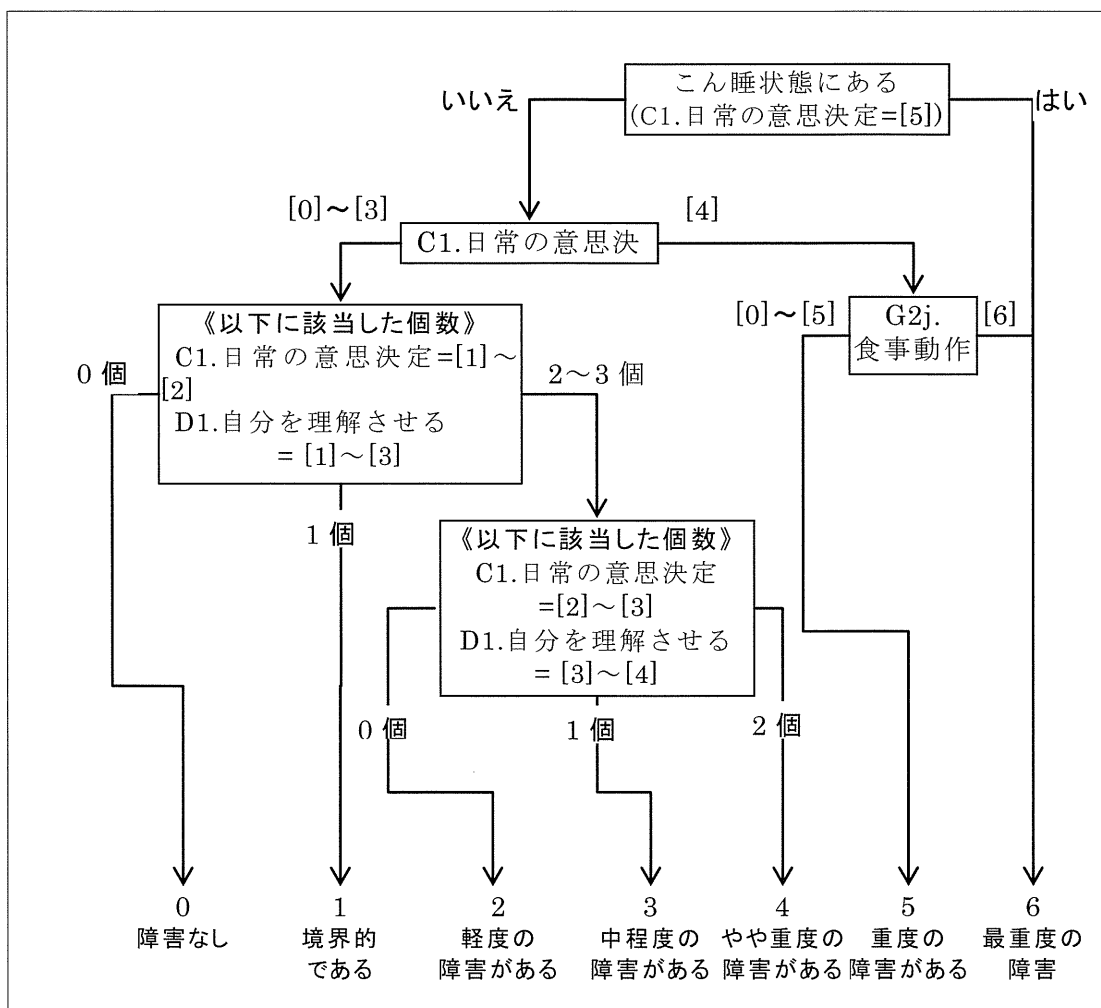 こん睡状態にある
(C1.日常の意思決定=[5])
いいえ
はい
[0]～[3]
[4]
C1.日常の意思決
《以下に該当した個数》
C1.日常の意思決定=[1]～
[2]
D1.自分を理解させる
= [1]～[3]
0 個
2～3 個
1 個
[0]～[5]
G2j.
食事動作
[6]
《以下に該当した個数》
C1.日常の意思決定
=[2]～[3]
D1.自分を理解させる
= [3]～[4]
0 個
1 個
2 個
0
障害なし
1
境界的
である
2
軽度の
障害がある
3
中程度の
障害がある
4
やや重度の
障害がある
5
重度の
障害がある
6
最重度の
障害